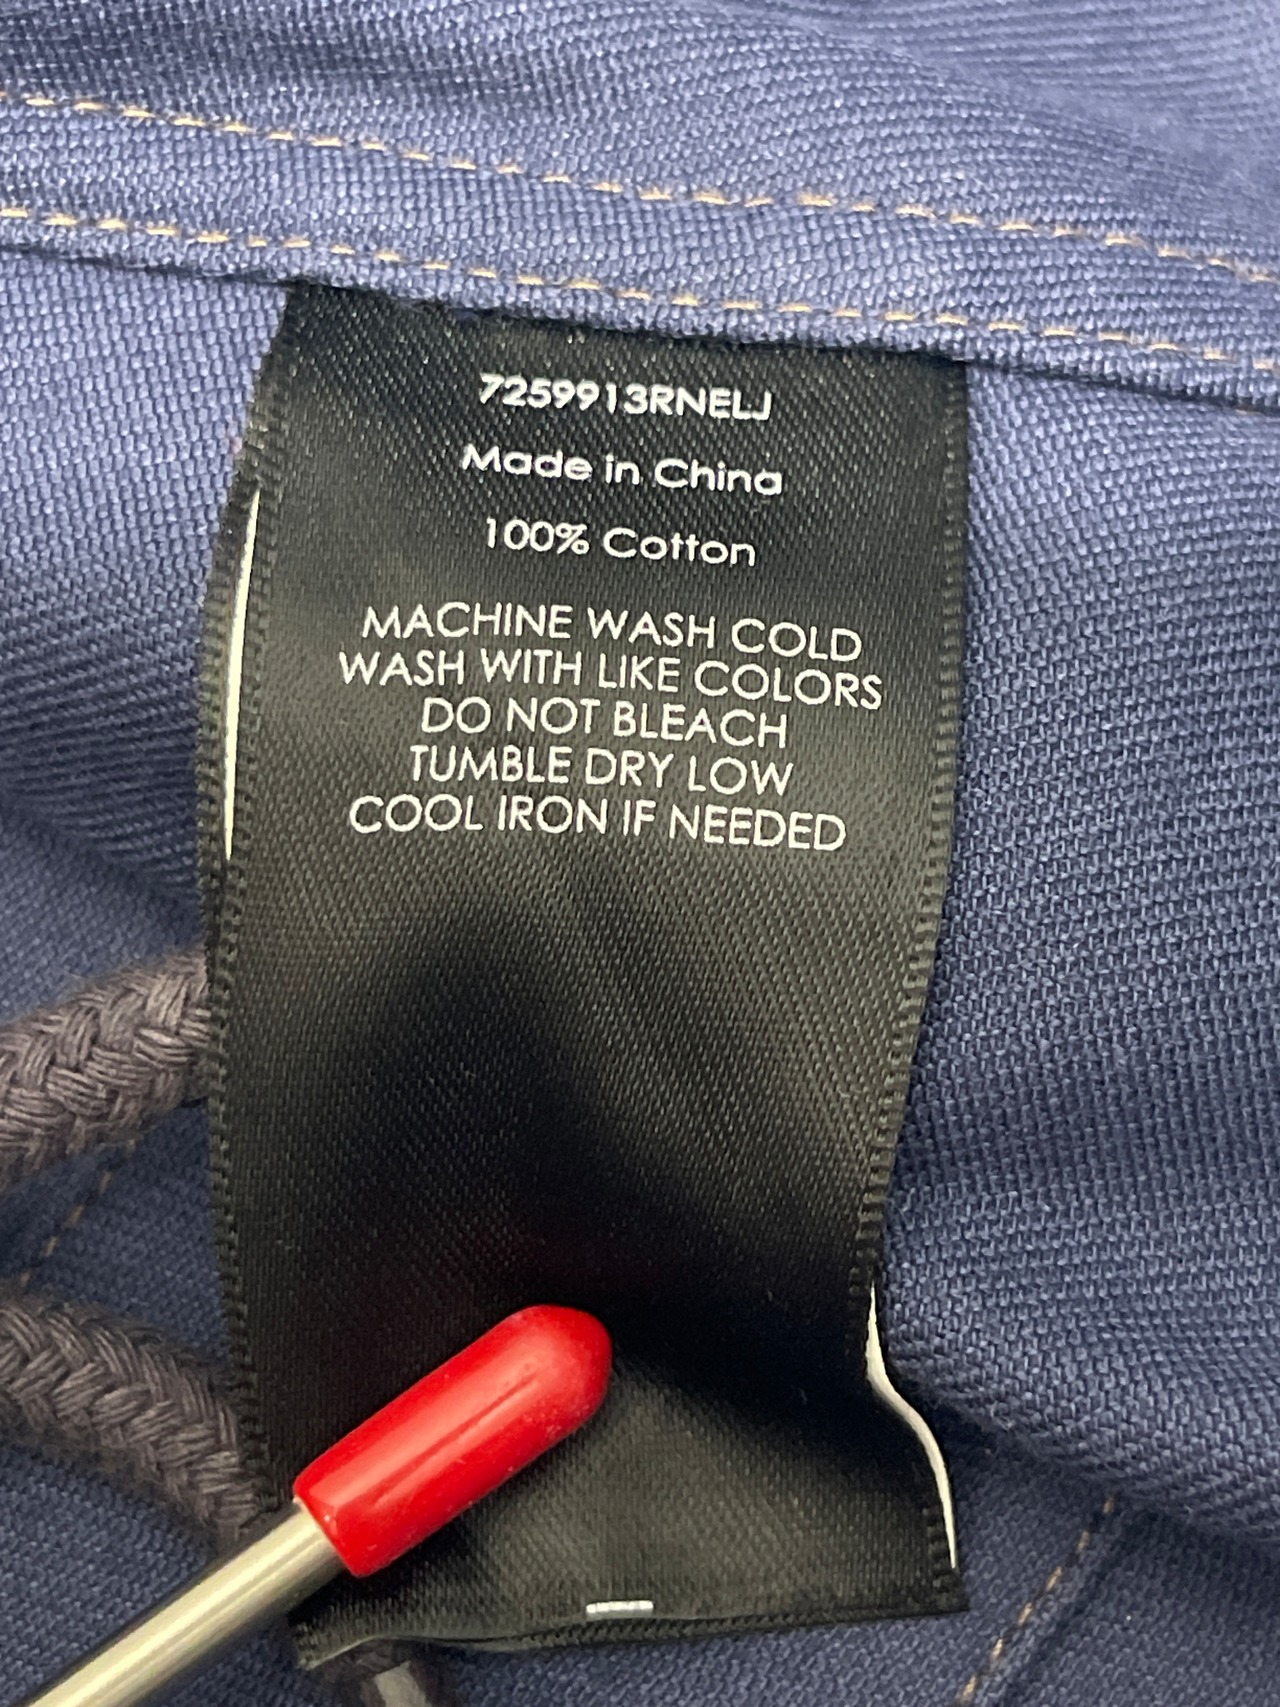 7259913RNELJ
Made in China
100% Cotton
MACHINE WASH COLD
WASH WITH LIKE COLORS
DO NOT BLEACH
TUMBLE DRY LOW
COOL IRON IF NEEDED